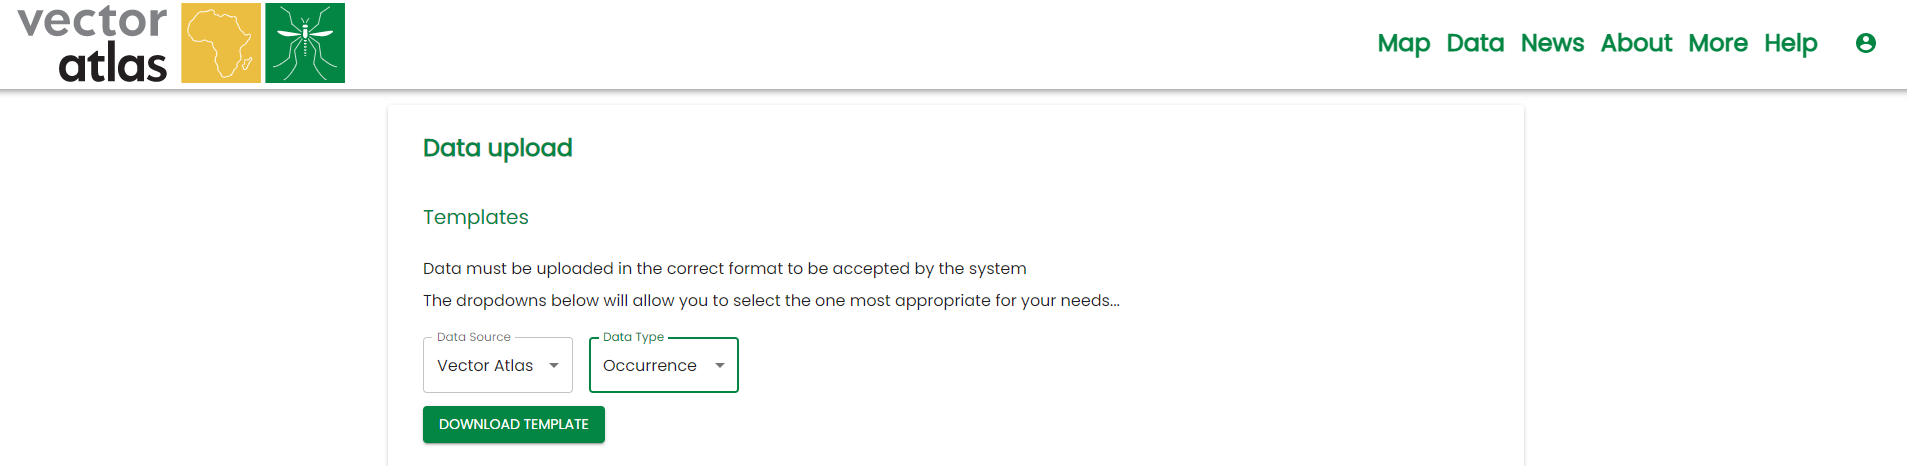 vector
atlas
Map Data News About More Help
Data upload
Templates
Data must be uploaded in the correct format to be accepted by the system
The dropdowns below will allow you to select the one most appropriate for your needs...
Data Source Data Type
Vector Atlas Occurrence
DOWNLOAD TEMPLATE